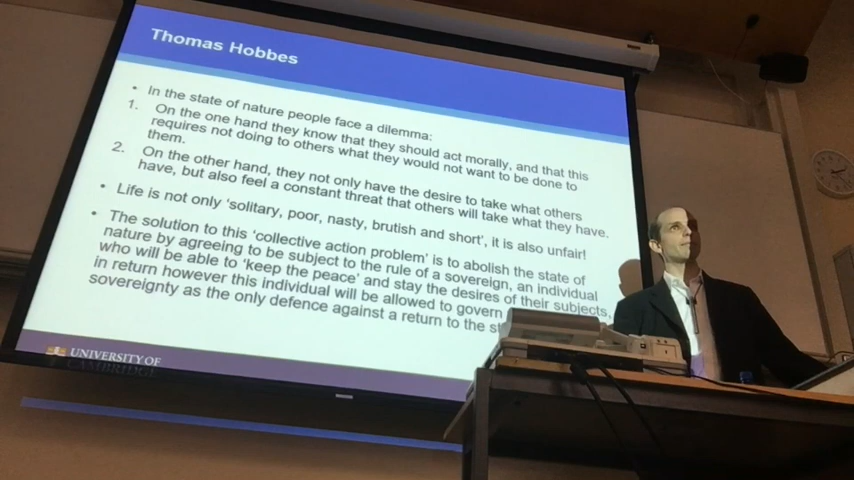 Thomas Hobbes
• In the state of nature people face a dilemma:
1. On the one hand they know that they should act morally, and that this
requires not doing to others what they would not want to be done to
them.
2. On the other hand, they not only have the desire to take what others
have, but also feel a constant threat that others will take what they have.
• Life is not only 'solitary, poor, nasty, brutish and short', it is also unfair!
• The solution to this 'collective action problem' is to abolish the state of
nature by agreeing to be subject to the rule of a sovereign, an individual
who will be able to 'keep the peace' and stay the desires of their subjects,
in return however this individual will be allowed to govern
sovereignty as the only defence against a return to the
UNIVERSITY OF
CAMBRIDGE